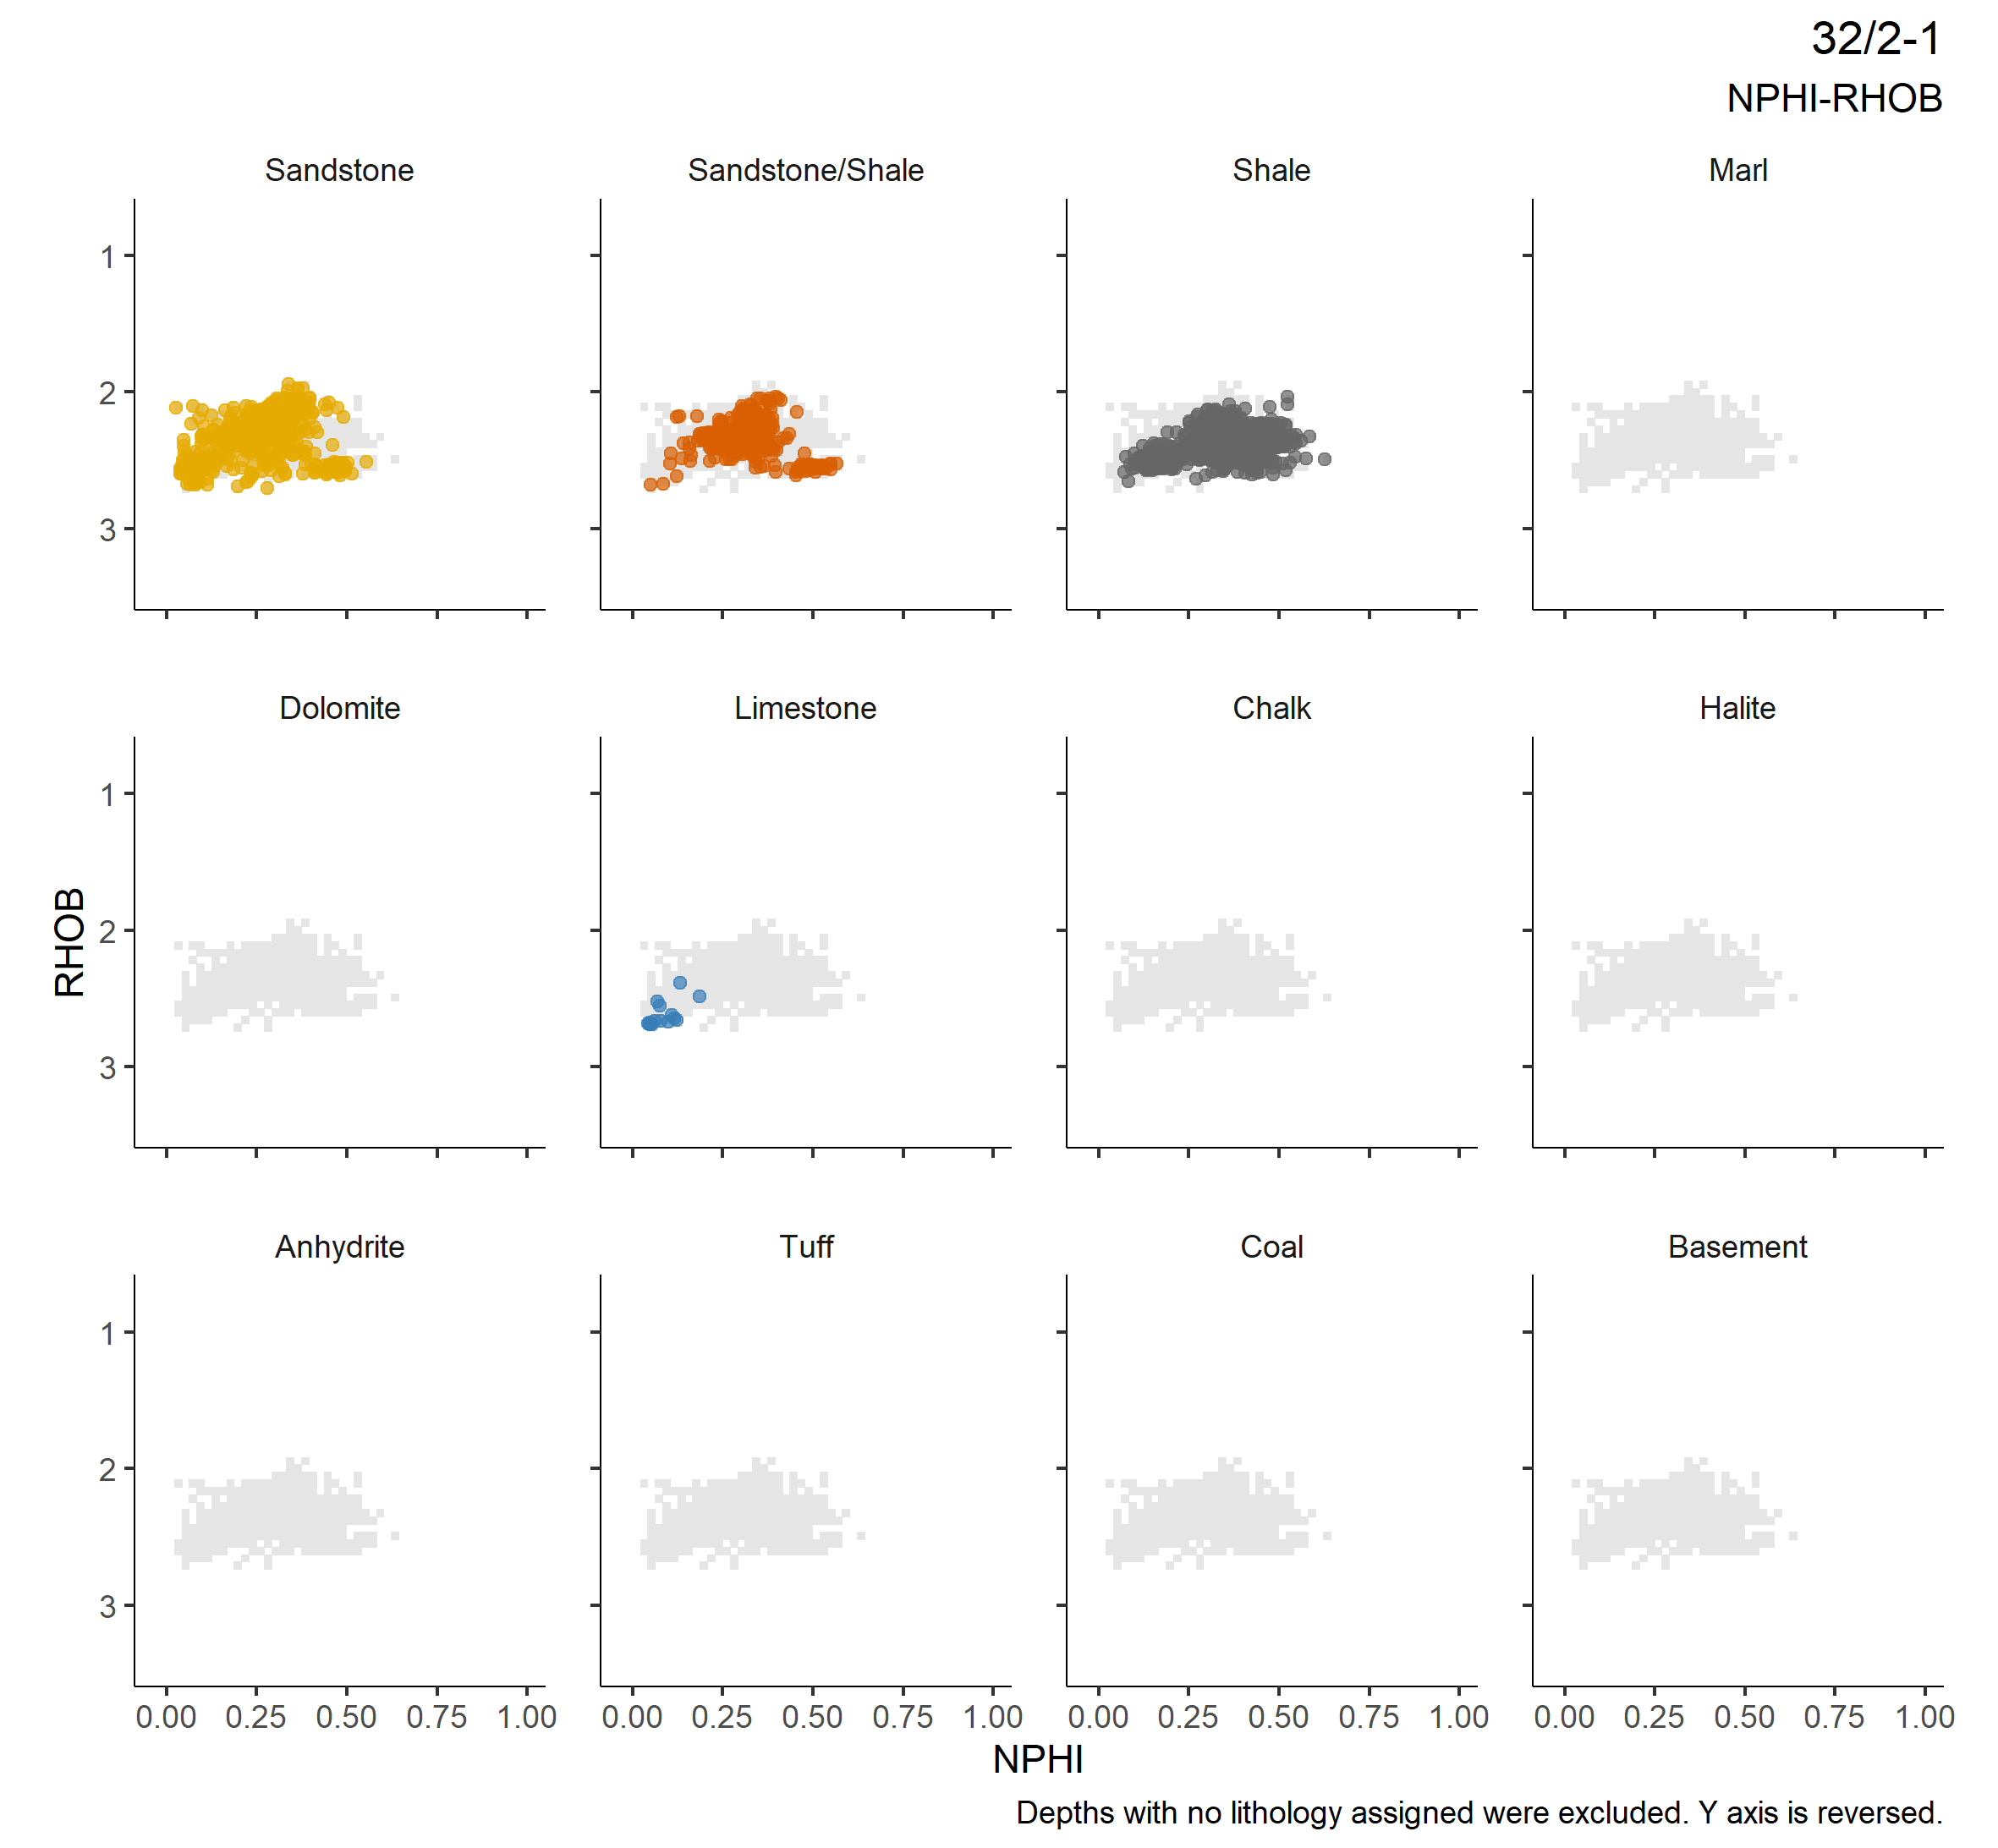 32/2-1
NPHI-RHOB
Sandstone
Sandstone/Shale
Shale
Marl
1
2
3
Dolomite
Limestone
Chalk
Halite
RHOB
1
2
3
Anhydrite
Tuff
Coal
Basement
1
2
3
0.00 0.25 0.50 0.75 1.00
0.00 0.25 0.50 0.75 1.00
0.00 0.25 0.50 0.75 1.00
0.00 0.25 0.50 0.75 1.00
NPHI
Depths with no lithology assigned were excluded. Y axis is reversed.